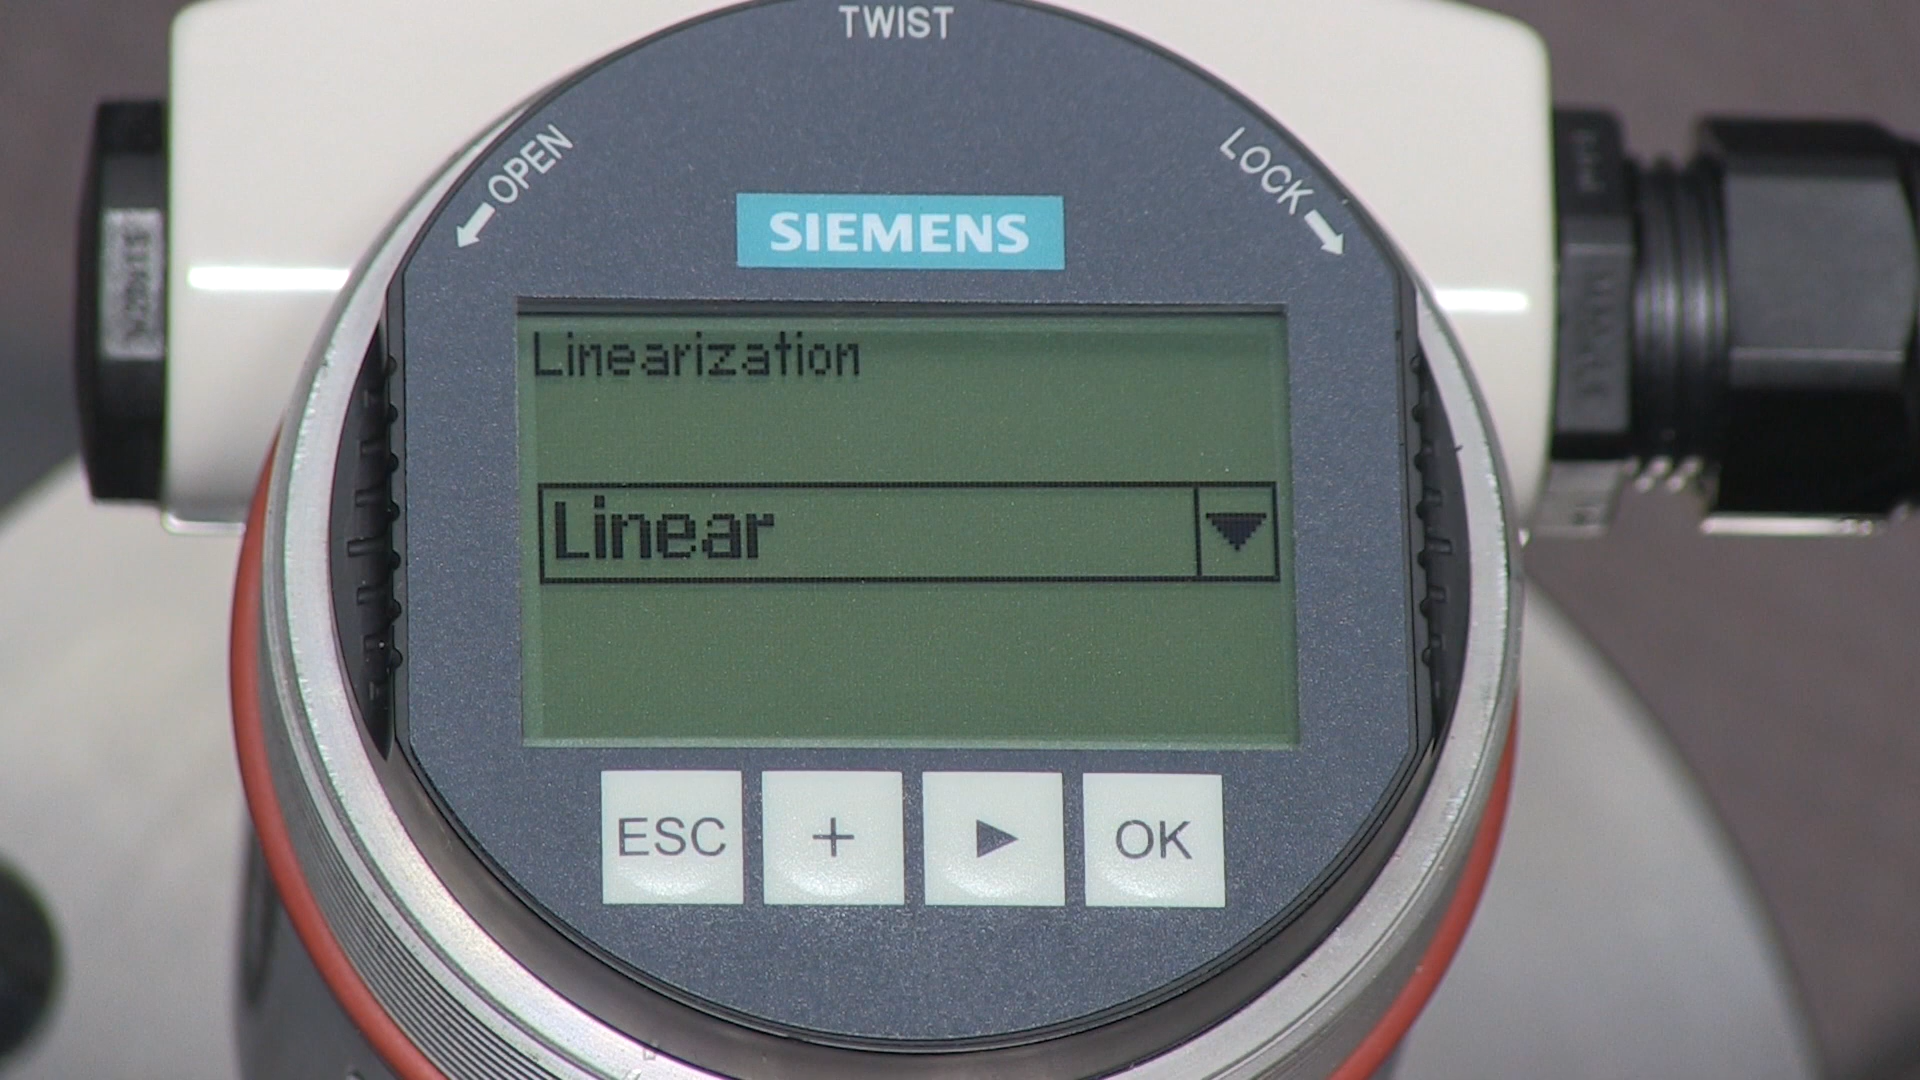 TWIST
OPEN
LOCK
SIEMENS
Linearization
Linear
ESC
+
OK